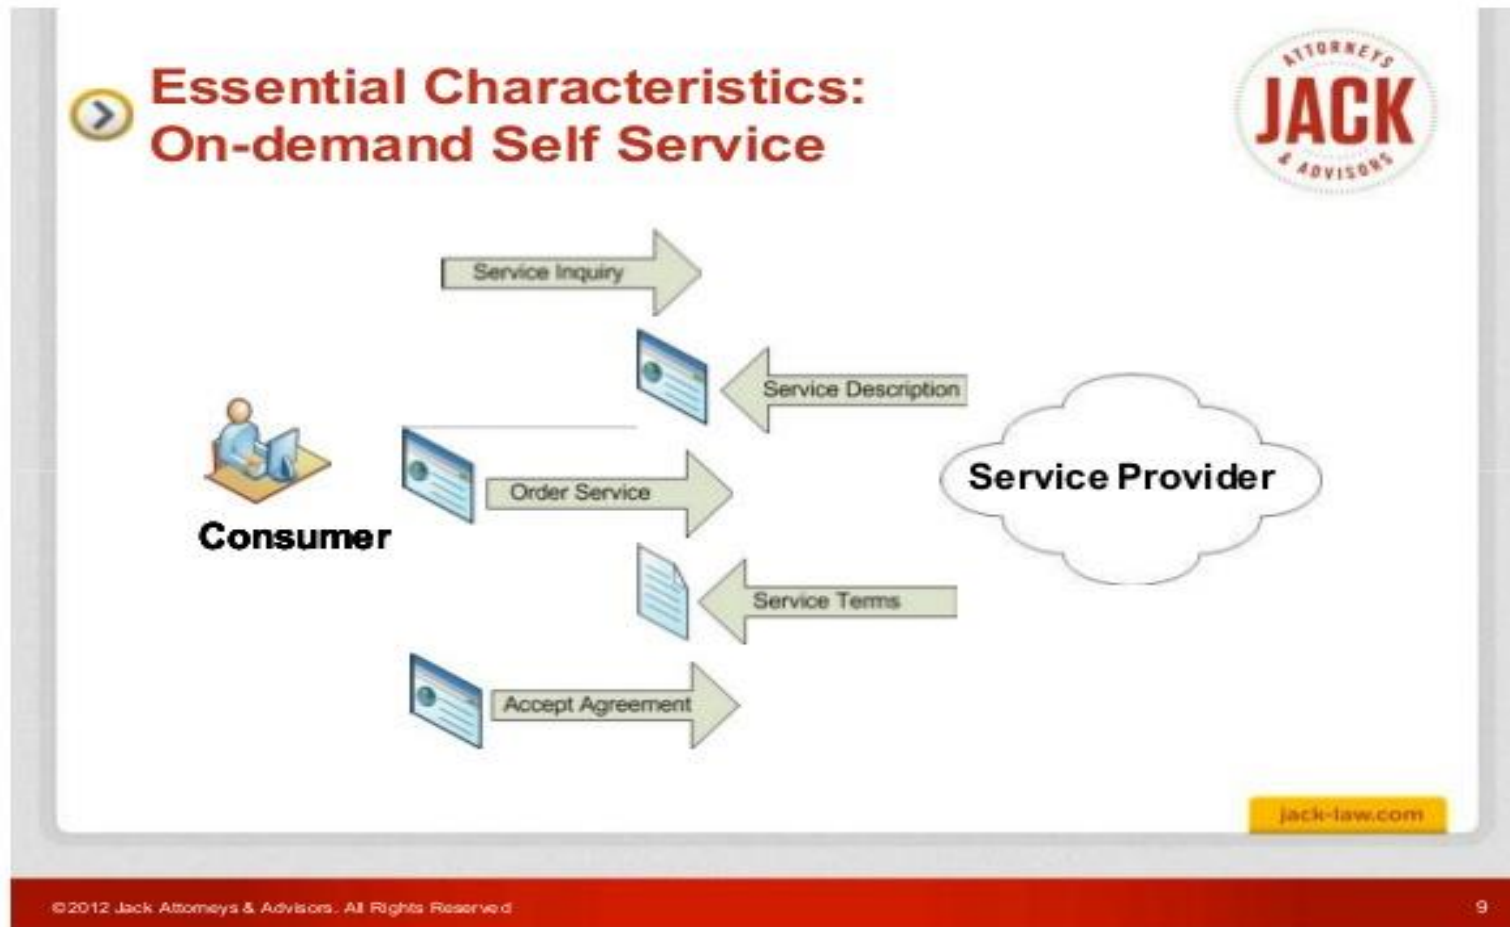 Essential Characteristics:
On-demand Self Service
ATTORNEYS
JACK
& ADVISORS
Service Inquiry
Service Description
Service Provider
Order Service
Consumer
Service Terms
Accept Agreement
jack-law.com
©2012 Jack Attorneys & Advisors. All Rights Reserved
9